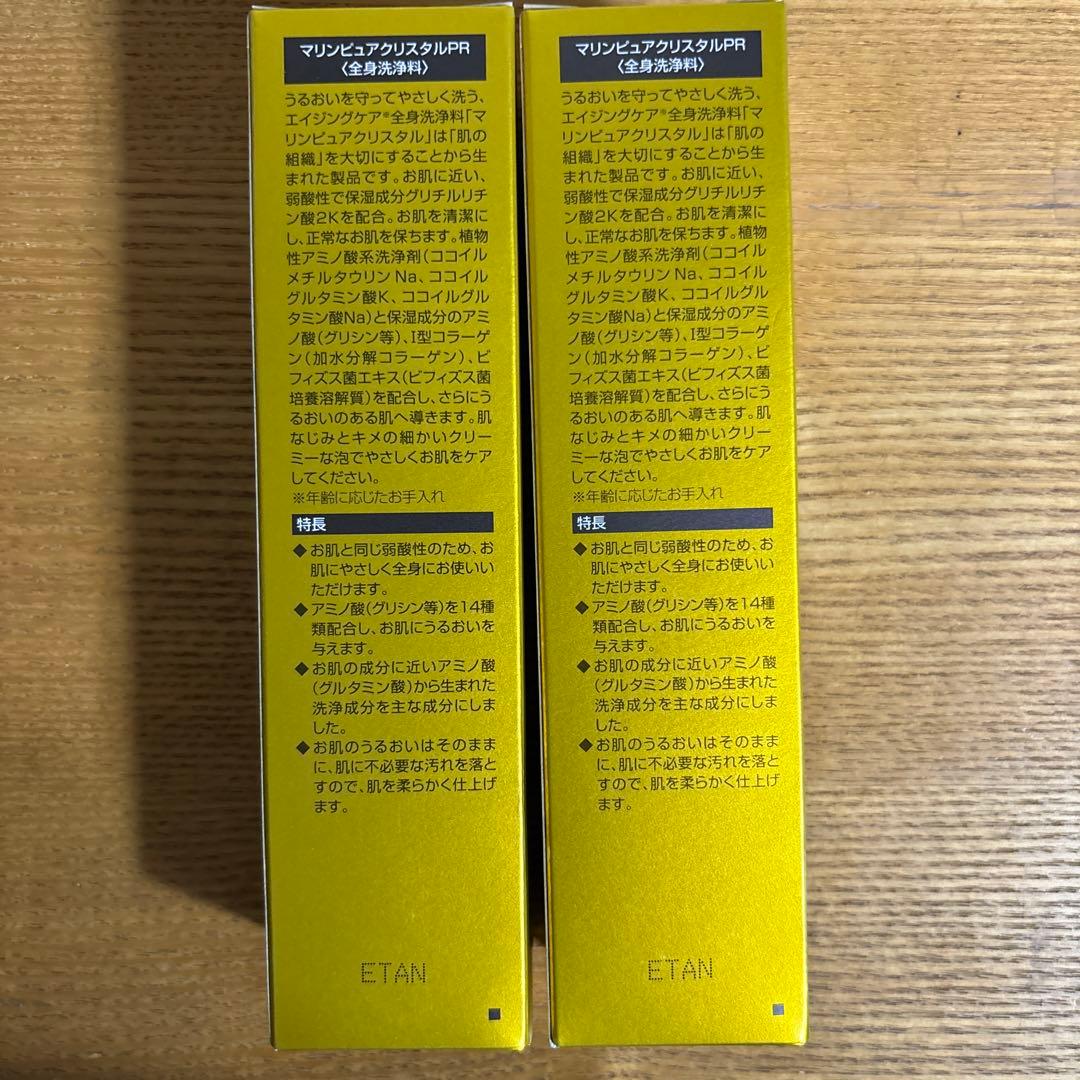 マリンピュアクリスタルPR
〈全身洗浄料〉
うるおいを守ってやさしく洗う、
エイジングケア※全身洗浄料「マ
リンピュアクリスタル」は「肌の
組織」を大切にすることから生
まれた製品です。お肌に近い、
弱酸性で保湿成分グリチルリチ
ン酸2Kを配合。お肌を清潔に
し、正常なお肌を保ちます。植物
性アミノ酸系洗浄剤（ココイル
メチルタウリンNa、ココイル
グルタミン酸K、ココイルグル
タミン酸Na）と保湿成分のアミ
ノ酸（グリシン等）、I型コラーゲ
ン（加水分解コラーゲン）、ビ
フィズス菌エキス（ビフィズス菌
培養溶解質）を配合し、さらにう
るおいのある肌へ導きます。肌
なじみとキメの細かいクリー
ミーな泡でやさしくお肌をケア
してください。
※年齢に応じたお手入れ
特長
◆お肌と同じ弱酸性のため、お
肌にやさしく全身にお使いい
ただけます。
◆アミノ酸（グリシン等）を14種
類配合し、お肌にうるおいを
与えます。
◆お肌の成分に近いアミノ酸
（グルタミン酸）から生まれた
洗浄成分を主な成分にしま
した。
◆お肌のうるおいはそのまま
に、肌に不必要な汚れを落と
すので、肌を柔らかく仕上げ
ます。
ETAN
マリンピュアクリスタルPR
〈全身洗浄料〉
うるおいを守ってやさしく洗う、
エイジングケア※全身洗浄料「マ
リンピュアクリスタル」は「肌の
組織」を大切にすることから生
まれた製品です。お肌に近い、
弱酸性で保湿成分グリチルリチ
ン酸2Kを配合。お肌を清潔に
し、正常なお肌を保ちます。植物
性アミノ酸系洗浄剤（ココイル
メチルタウリンNa、ココイル
グルタミン酸K、ココイルグル
タミン酸Na）と保湿成分のアミ
ノ酸（グリシン等）、I型コラーゲ
ン（加水分解コラーゲン）、ビ
フィズス菌エキス（ビフィズス菌
培養溶解質）を配合し、さらにう
るおいのある肌へ導きます。肌
なじみとキメの細かいクリー
ミーな泡でやさしくお肌をケア
してください。
※年齢に応じたお手入れ
特長
◆お肌と同じ弱酸性のため、お
肌にやさしく全身にお使いい
ただけます。
◆アミノ酸（グリシン等）を14種
類配合し、お肌にうるおいを
与えます。
◆お肌の成分に近いアミノ酸
（グルタミン酸）から生まれた
洗浄成分を主な成分にしま
した。
◆お肌のうるおいはそのまま
に、肌に不必要な汚れを落と
すので、肌を柔らかく仕上げ
ます。
ETAN